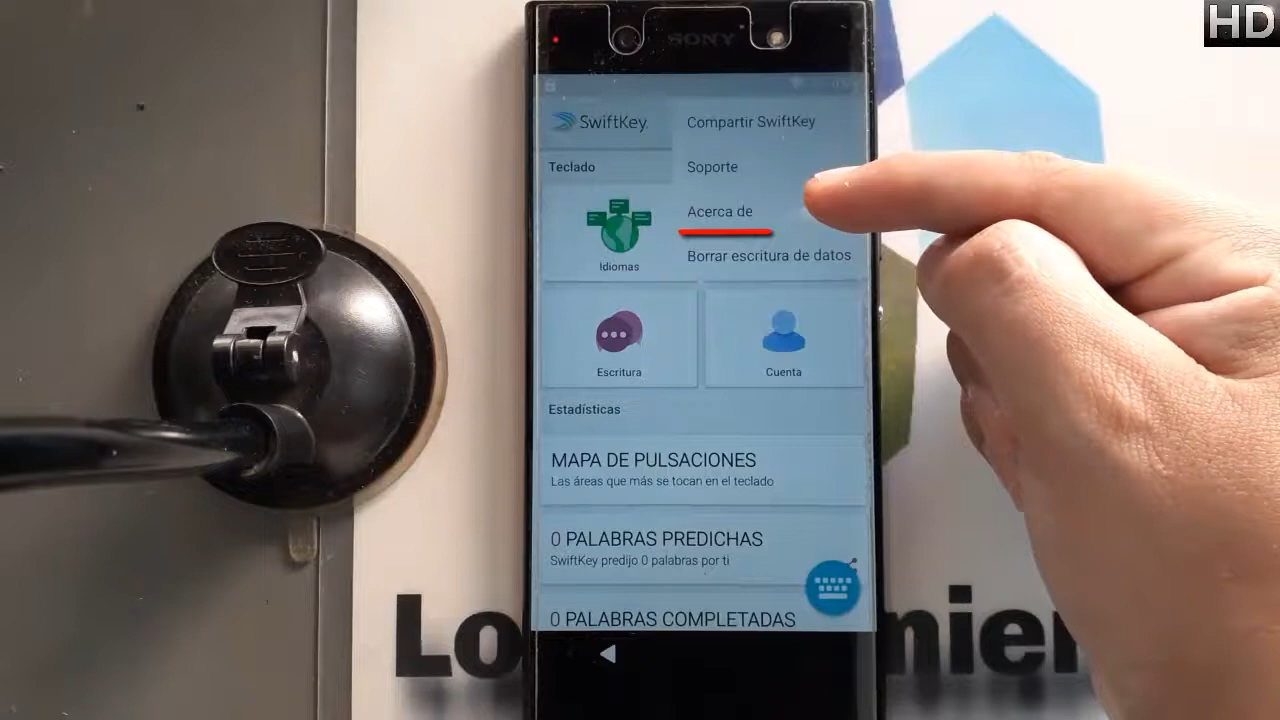 HD
SONY
SwiftKey.
Compartir SwiftKey
Teclado
Soporte
Acerca de
Idiomas
Borrar escritura de datos
Escritura
Cuenta
Estadísticas
MAPA DE PULSACIONES
Las áreas que más se tocan en el teclado
0 PALABRAS PREDICHAS
SwiftKey predijo 0 palabras por ti
0 PALABRAS COMPLETADAS